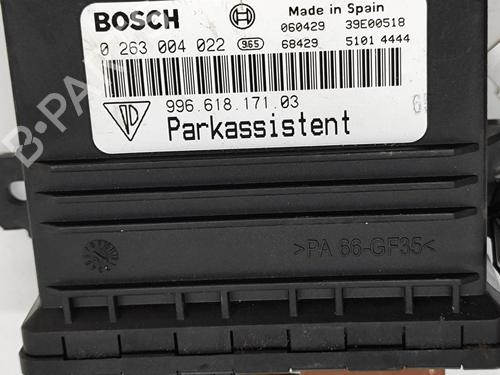 BOSCH Made in Spain
060429 39E00518
0 263 004 022 965 68429 5101 4444
996.618.171.03
Parkassistent
>PA 66-GF35<
B-PARTS